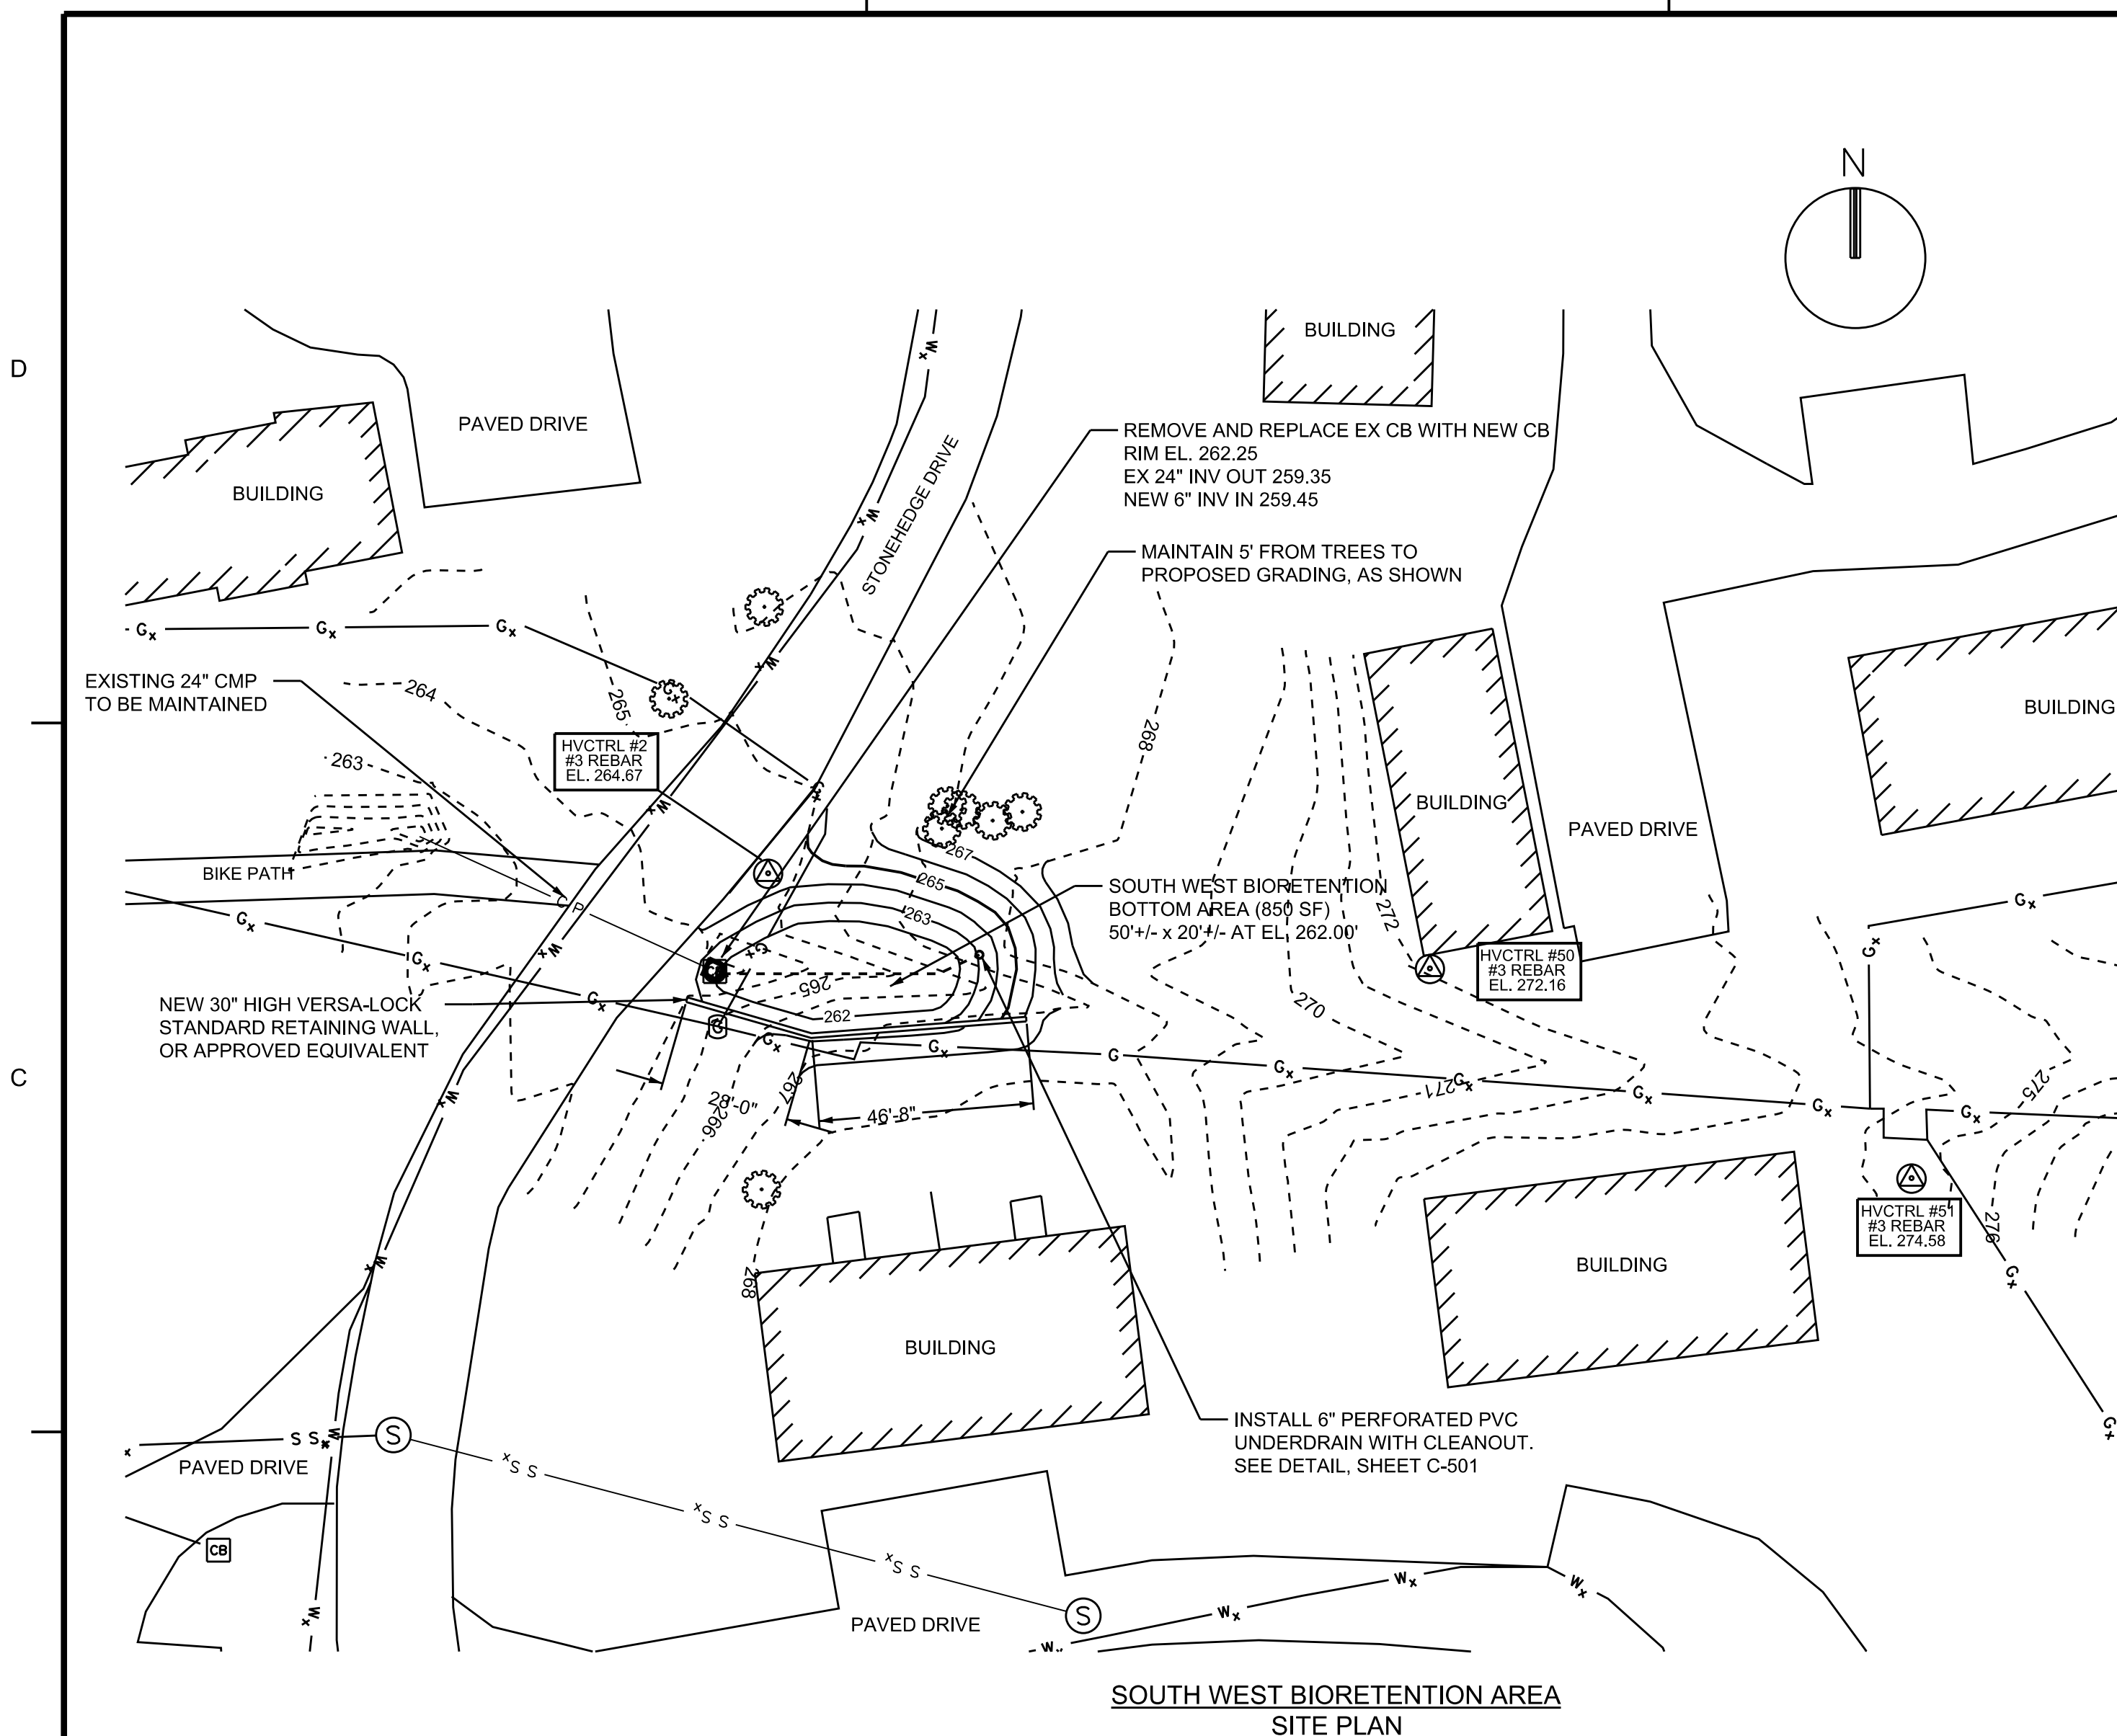 N
D
C
BUILDING
PAVED DRIVE
BUILDING
STONEHEDGE DRIVE
REMOVE AND REPLACE EX CB WITH NEW CB
RIM EL. 262.25
EX 24" INV OUT 259.35
NEW 6" INV IN 259.45
MAINTAIN 5' FROM TREES TO
PROPOSED GRADING, AS SHOWN
EXISTING 24" CMP
TO BE MAINTAINED
264
265
263
268
HVCTRL #2
#3 REBAR
EL. 264.67
BUILDING
BUILDING
PAVED DRIVE
BIKE PATH
267
265
263
SOUTH WEST BIORETENTION
BOTTOM AREA (850 SF)
50'+/- x 20'+/- AT EL. 262.00'
272
HVCTRL #50
#3 REBAR
EL. 272.16
NEW 30" HIGH VERSA-LOCK
STANDARD RETAINING WALL,
OR APPROVED EQUIVALENT
265
262
270
271
275
267
266
28'-0"
46'-8"
268
276
HVCTRL #51
#3 REBAR
EL. 274.58
BUILDING
BUILDING
INSTALL 6" PERFORATED PVC
UNDERDRAIN WITH CLEANOUT.
SEE DETAIL, SHEET C-501
PAVED DRIVE
S
CB
S
PAVED DRIVE
SOUTH WEST BIORETENTION AREA
SITE PLAN